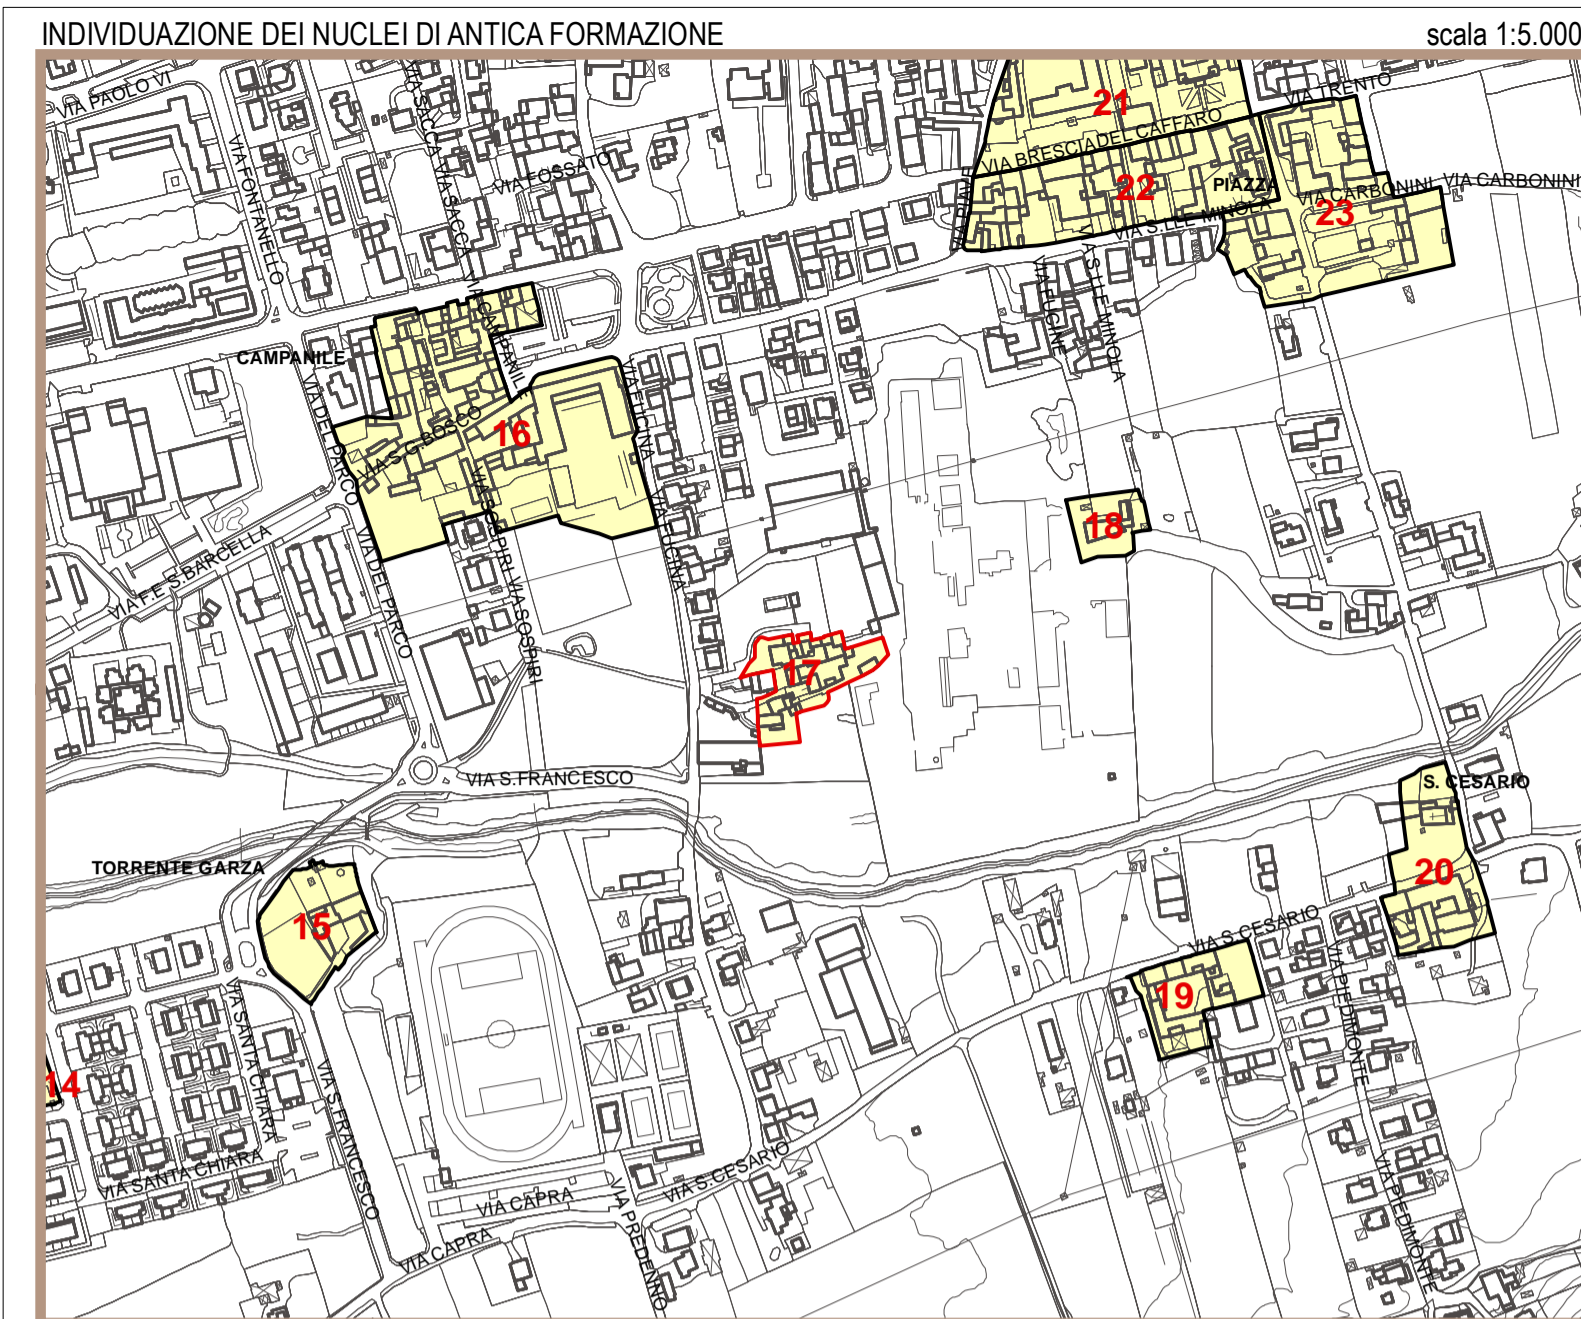 INDIVIDUAZIONE DEI NUCLEI DI ANTICA FORMAZIONE
scala 1:5.000
VIA PAOLO VI
VIA SACCA
VIA SACCA
VIA FOSSATO
VIA FONTANELLO
21
VIA TRENTO
VIA BRESCIA
DEL CAFFARO
VIA PIAVE
22
PIAZZA
VIA CARBONINI
VIA CARBONINI
23
VIA S.LLE MINOLA
VIA S.LLE MINOLA
VIA FUCINE
VIA CAMPANILE
CAMPANILE
VIA DEL PARCO
VIA S.G.BOSCO
16
VIA FUCINA
VIA FUCINA
VIA SOSPIRI
VIA SOSPIRI
VIA DEL PARCO
VIA F.E S.BARCELLA
18
17
VIA S.FRANCESCO
S. CESARIO
TORRENTE GARZA
15
20
VIA S.CESARIO
19
VIA PIEDIMONTE
VIA SANTA CHIARA
14
VIA S.FRANCESCO
VIA SANTA CHIARA
VIA CAPRA
VIA CAPRA
VIA S.CESARIO
VIA PREDENNO
VIA PIEDIMONTE